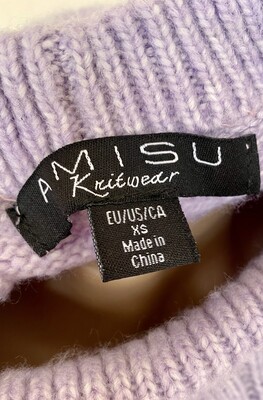 AMISU
Knitwear
EU/US/CA
XS
Made in
China